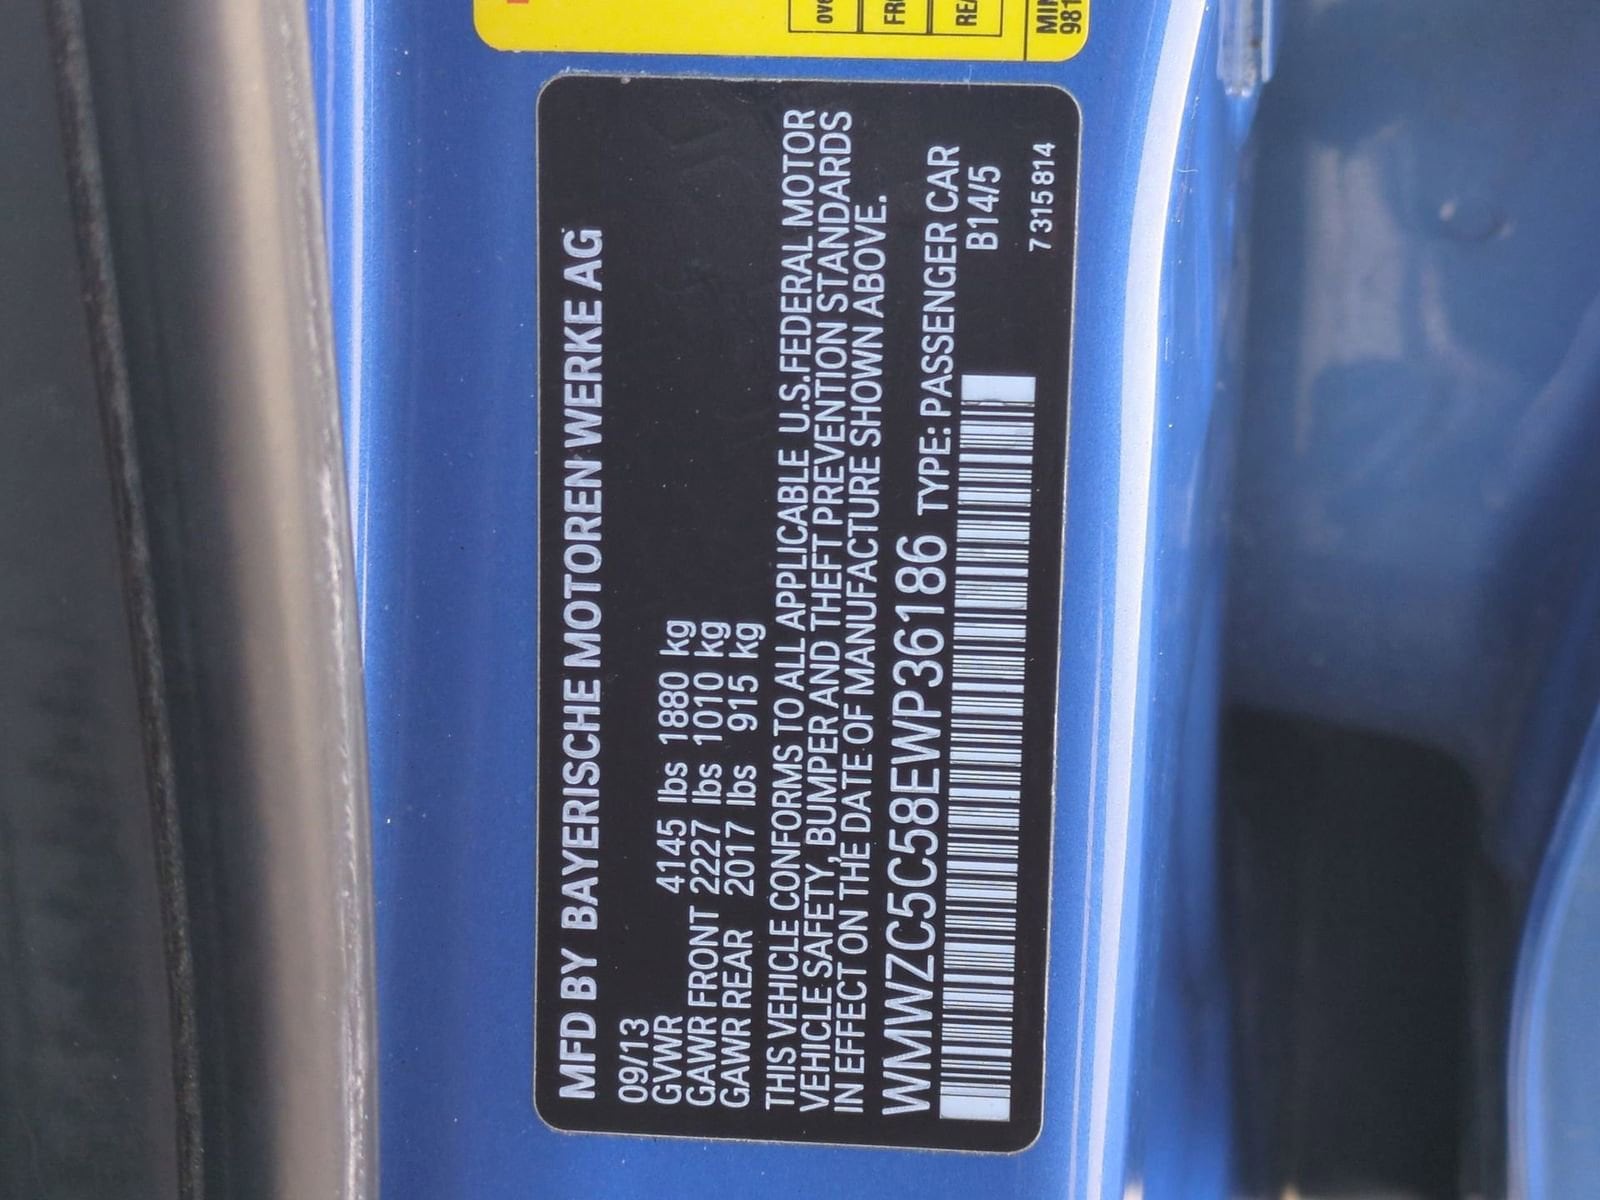 MFD BY BAYERISCHE MOTOREN WERKE AG
09/13
GVWR 4145 lbs 1880 kg
GAWR FRONT 2227 lbs 1010 kg
GAWR REAR 2017 lbs 915 kg
THIS VEHICLE CONFORMS TO ALL APPLICABLE U.S.FEDERAL MOTOR
VEHICLE SAFETY, BUMPER AND THEFT PREVENTION STANDARDS
IN EFFECT ON THE DATE OF MANUFACTURE SHOWN ABOVE.
WMWZC5C58EWP36186 TYPE: PASSENGER CAR
B14/5
7315814